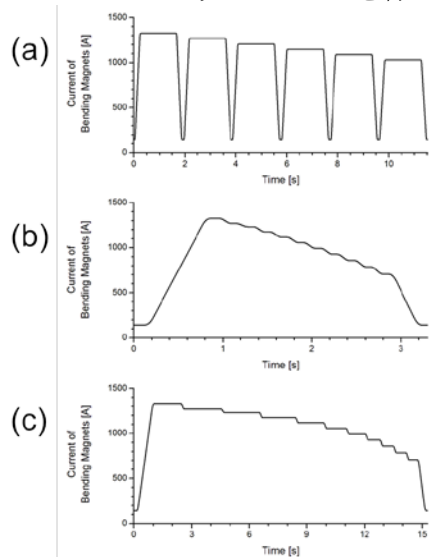 (a)
Current of
Bending Magnets [A]
1500
1000
500
0
0 2 4 6 8 10
Time [s]
(b)
Current of
Bending Magnets [A]
1500
1000
500
0
0 1 2 3
Time [s]
(c)
Current of
Bending Magnets [A]
1500
1000
500
0
0 3 6 9 12 15
Time [s]